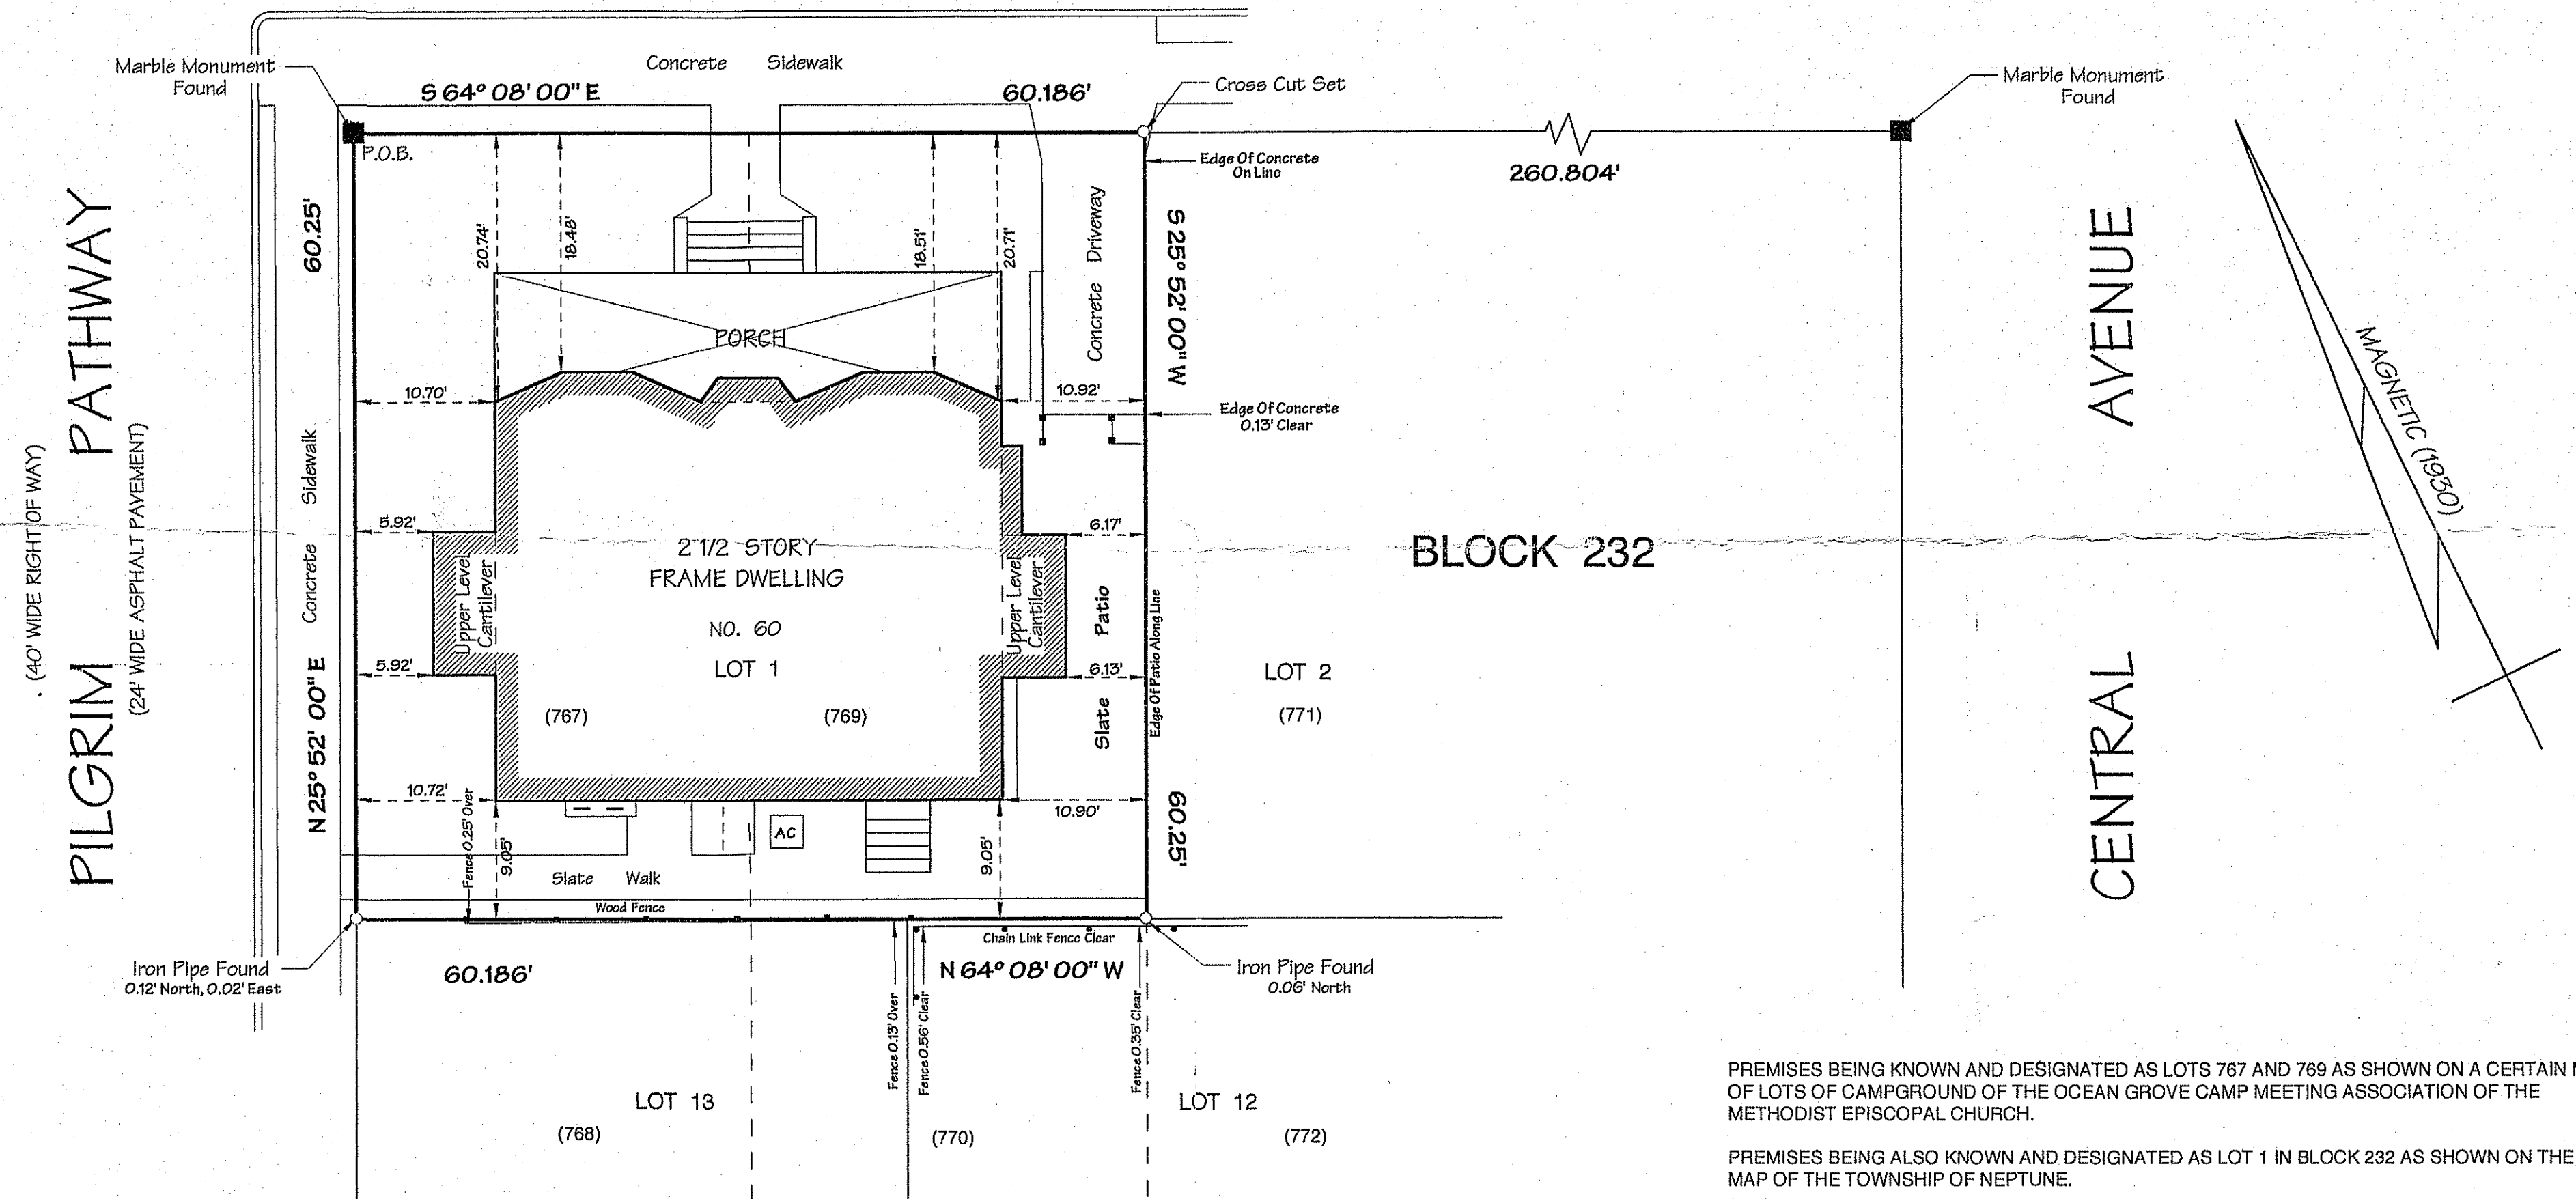 Marble Monument
Found
S 64° 08' 00" E
Concrete Sidewalk
60.186'
Cross Cut Set
Marble Monument
Found
P.O.B.
Edge Of Concrete
On Line
260.804'
60.25'
20.74'
18.48'
18.51'
20.71'
Concrete Driveway
S 25° 52' 00" W
PORCH
10.70'
10.92'
Edge Of Concrete
0.13' Clear
PILGRIM PATHWAY
(40' WIDE RIGHT OF WAY)
(24' WIDE ASPHALT PAVEMENT)
Concrete Sidewalk
N 25° 52' 00" E
5.92'
6.17'
Upper Level
Cantilever
2 1/2 STORY
FRAME DWELLING
NO. 60
LOT 1
(767)
(769)
Upper Level
Cantilever
5.92'
6.13'
Slate Patio
Edge Of Patio Along Line
BLOCK 232
LOT 2
(771)
CENTRAL AVENUE
MAGNETIC (1930)
10.72'
10.90'
60.25'
Fence 0.25' Over
9.05'
AC
9.05'
Slate Walk
Wood Fence
Chain Link Fence Clear
Iron Pipe Found
0.12' North, 0.02' East
60.186'
N 64° 08' 00" W
Iron Pipe Found
0.06' North
Fence 0.13' Over
Fence 0.56' Clear
Fence 0.35' Clear
LOT 13
(768)
(770)
LOT 12
(772)
PREMISES BEING KNOWN AND DESIGNATED AS LOTS 767 AND 769 AS SHOWN ON A CERTAIN
OF LOTS OF CAMPGROUND OF THE OCEAN GROVE CAMP MEETING ASSOCIATION OF THE
METHODIST EPISCOPAL CHURCH.
PREMISES BEING ALSO KNOWN AND DESIGNATED AS LOT 1 IN BLOCK 232 AS SHOWN ON THE
MAP OF THE TOWNSHIP OF NEPTUNE.